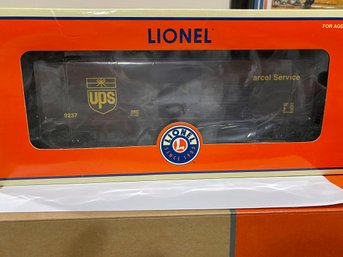 LIONEL
FOR AGE
arcel Service
ups
9237
LIONEL
L
SINCE 1900